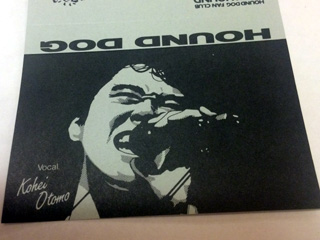 HOUND DOG FAN CLUB
HOUND DOG
Vocal.
Kohei
Otomo